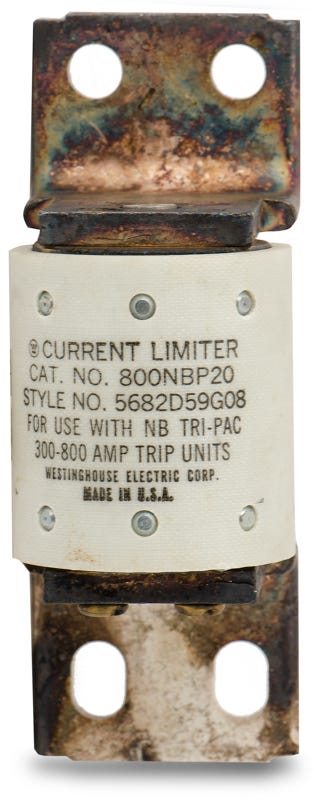 Ⓦ CURRENT LIMITER
CAT. NO. 800NBP20
STYLE NO. 5682D59G08
FOR USE WITH NB TRI-PAC
300-800 AMP TRIP UNITS
WESTINGHOUSE ELECTRIC CORP.
MADE IN U.S.A.